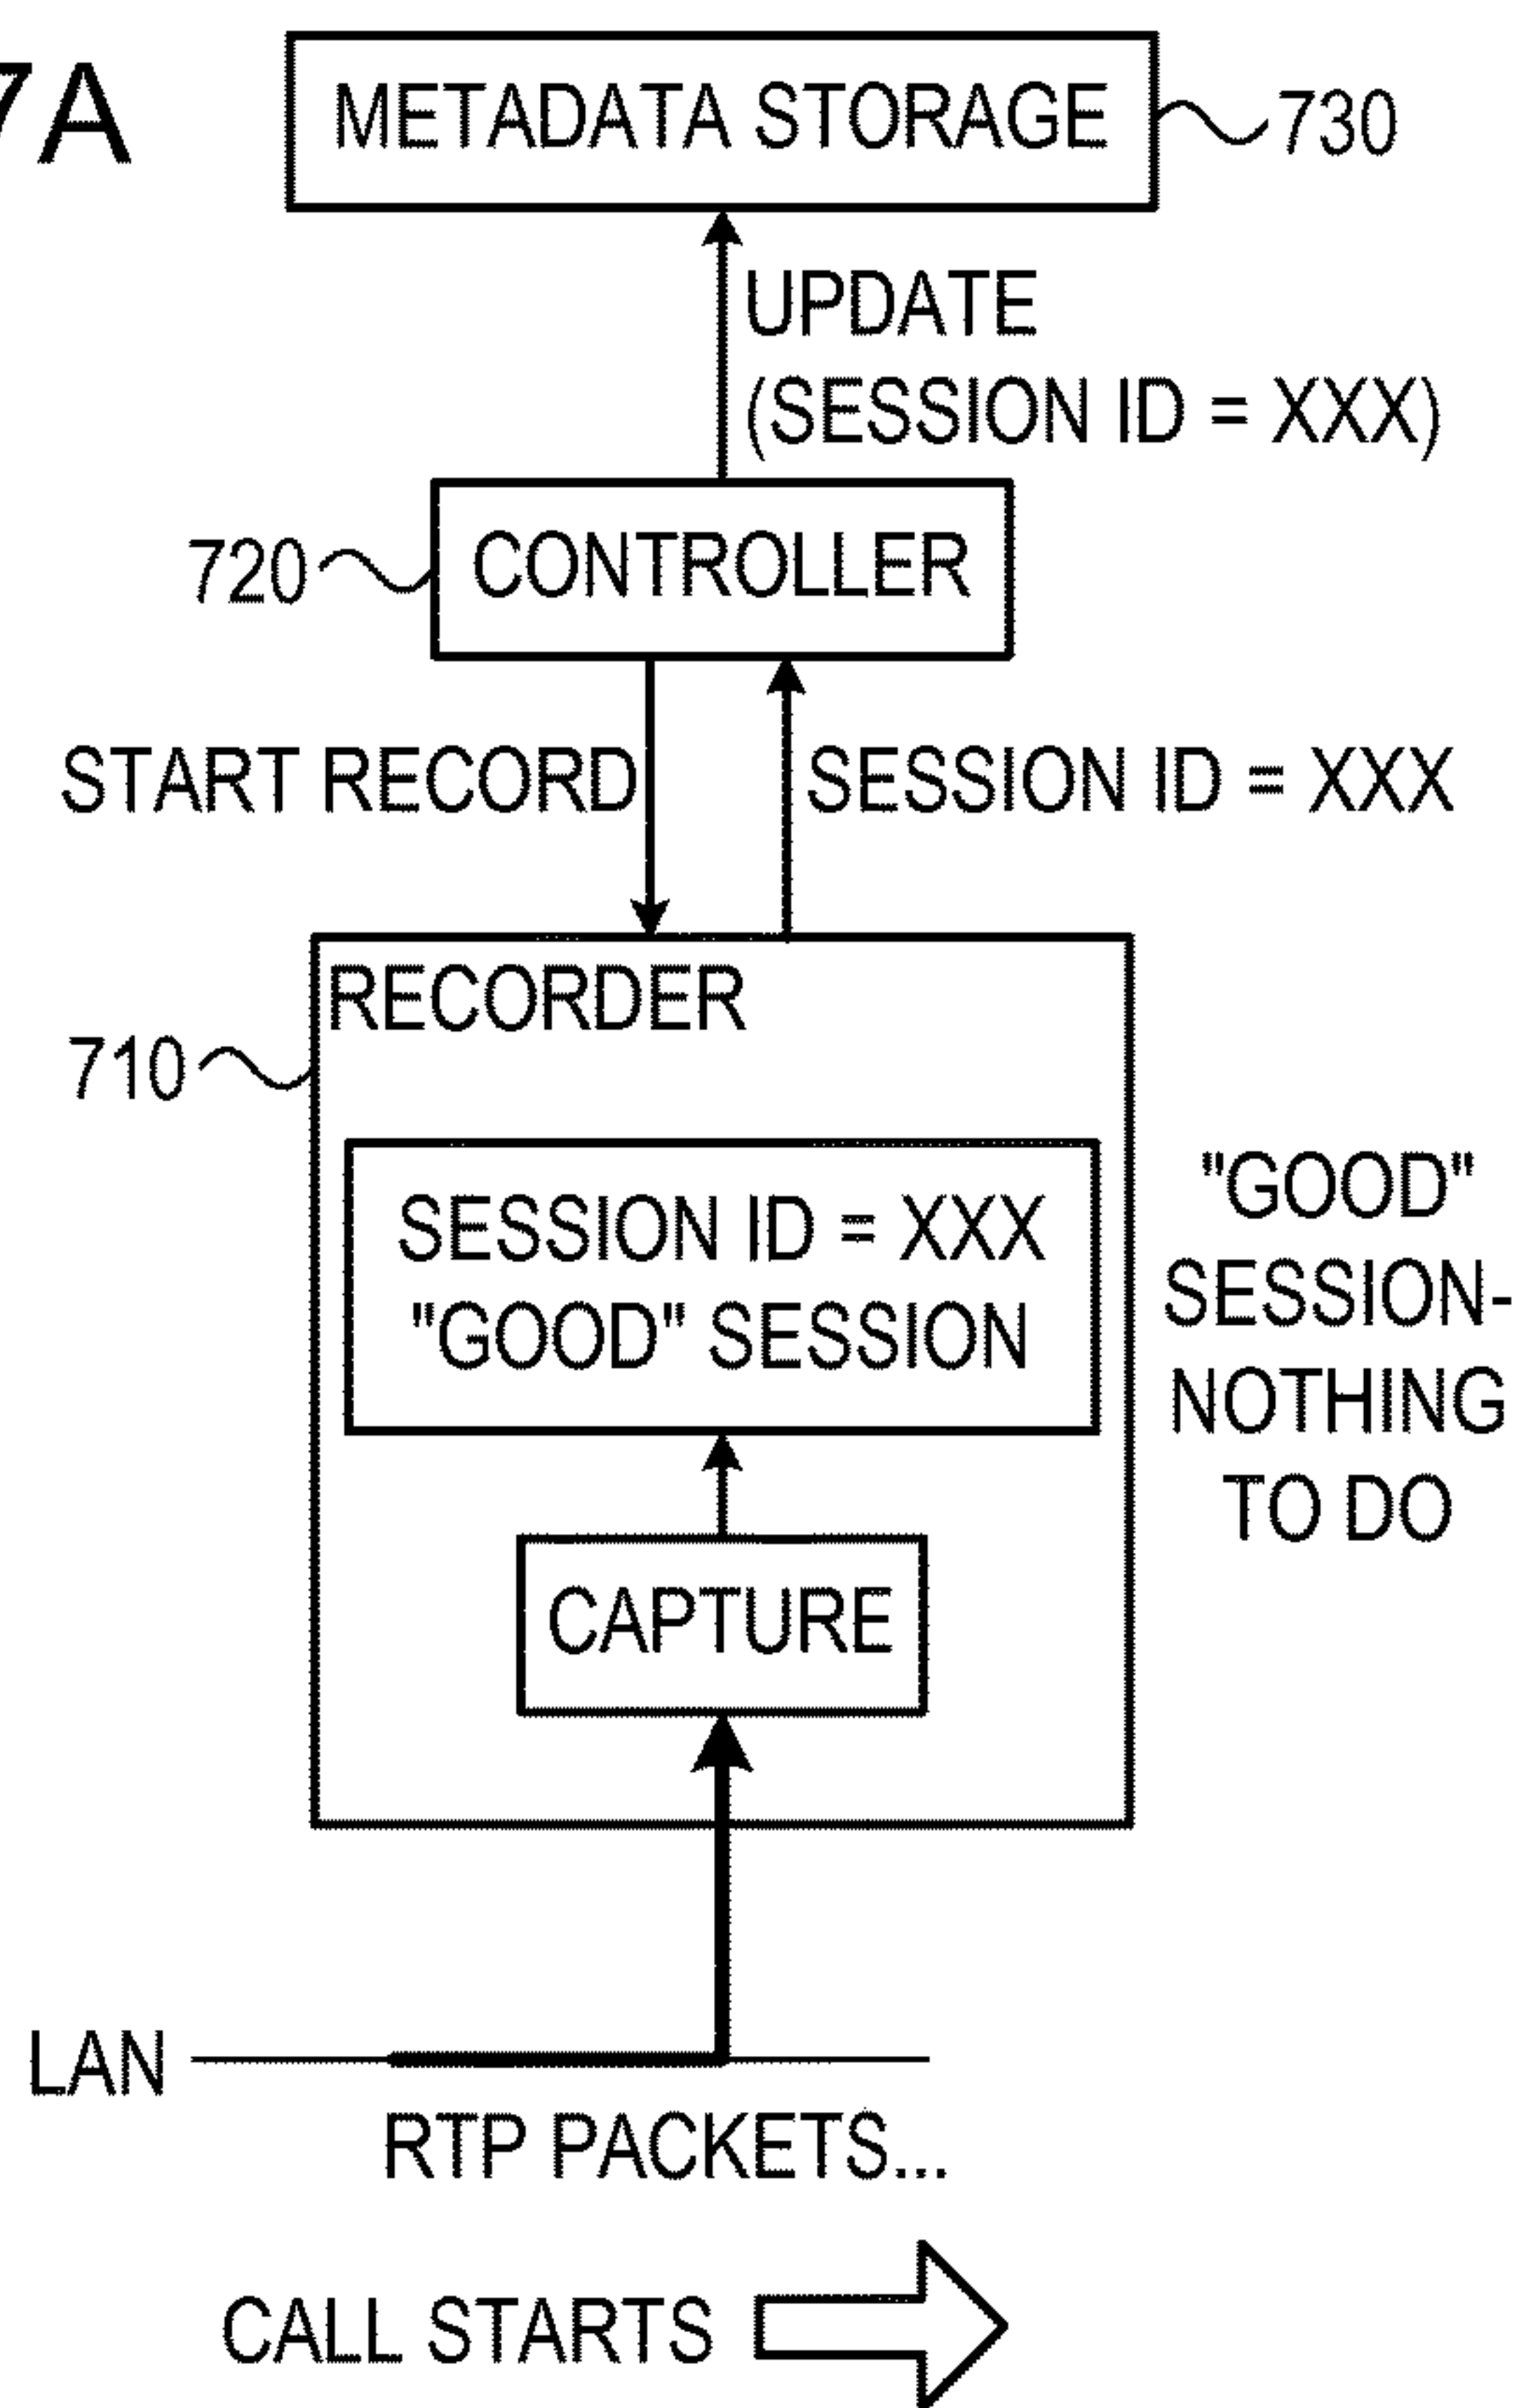 7A
METADATA STORAGE
730
UPDATE
(SESSION ID = XXX)
720
CONTROLLER
START RECORD
SESSION ID = XXX
RECORDER
710
SESSION ID = XXX
"GOOD" SESSION
"GOOD"
SESSION-
NOTHING
TO DO
CAPTURE
LAN
RTP PACKETS...
CALL STARTS